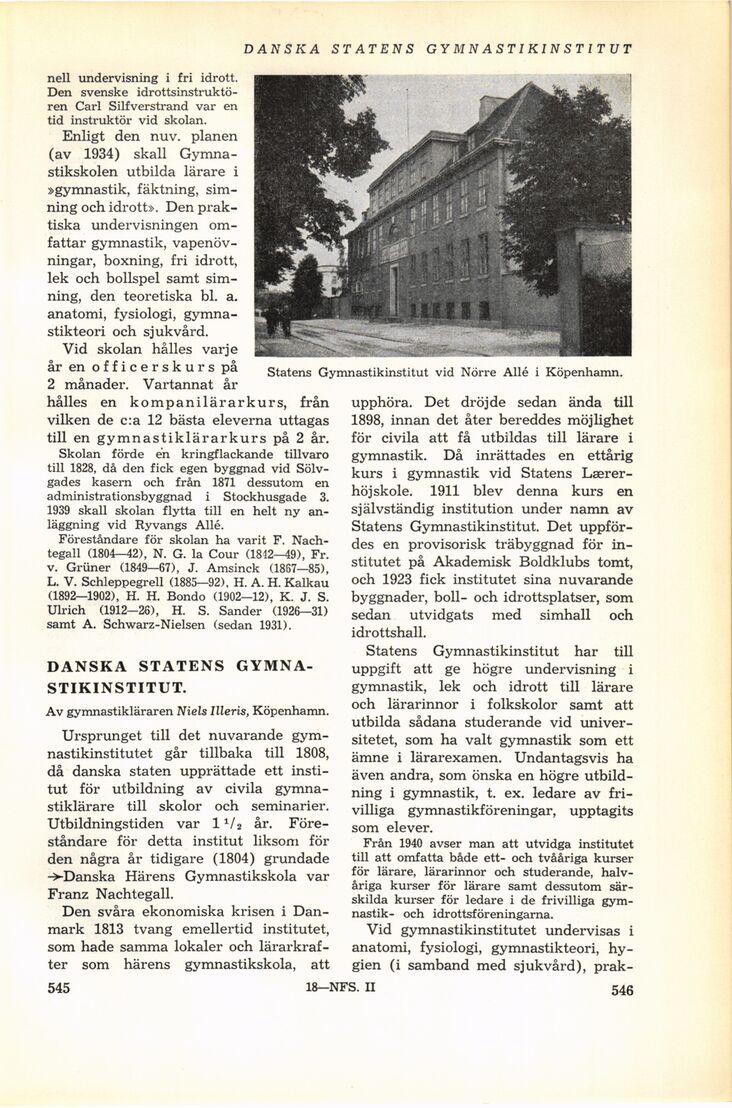 DANSKA STATENS GYMNASTIKINSTITUT
nell undervisning i fri idrott.
Den svenske idrottsinstruktö-
ren Carl Silfverstrand var en
tid instruktör vid skolan.
Enligt den nuv. planen
(av 1934) skall Gymna-
stikskolen utbilda lärare i
»gymnastik, fäktning, sim-
ning och idrott». Den prak-
tiska undervisningen om-
fattar gymnastik, vapenöv-
ningar, boxning, fri idrott,
lek och bollspel samt sim-
ning, den teoretiska bl. a.
anatomi, fysiologi, gymna-
stikteori och sjukvård.
Vid skolan hålles varje
år en officerskurs på
2 månader. Vartannat år
hålles en kompanilärarkurs, från
vilken de c:a 12 bästa eleverna uttagas
till en gymnastiklärarkurs på 2 år.
Skolan förde en kringflackande tillvaro
till 1828, då den fick egen byggnad vid Sölv-
gades kasern och från 1871 dessutom en
administrationsbyggnad i Stockhusgade 3.
1939 skall skolan flytta till en helt ny an-
läggning vid Ryvangs Allé.
Föreståndare för skolan ha varit F. Nach-
tegall (1804—42), N. G. la Cour (1842—49), Fr.
v. Grüner (1849—67), J. Amsinck (1867—85),
L. V. Schleppegrell (1885—92), H. A. H. Kalkau
(1892—1902), H. H. Bondo (1902—12), K. J. S.
Ulrich (1912—26), H. S. Sander (1926—31)
samt A. Schwarz-Nielsen (sedan 1931).
DANSKA STATENS GYMNA-
STIKINSTITUT.
Av gymnastikläraren Niels Illeris, Köpenhamn.
Ursprunget till det nuvarande gym-
nastikinstitutet går tillbaka till 1808,
då danska staten upprättade ett insti-
tut för utbildning av civila gymna-
stiklärare till skolor och seminarier.
Utbildningstiden var 1 1/2 år. Före-
ståndare för detta institut liksom för
den några år tidigare (1804) grundade
→Danska Härens Gymnastikskola var
Franz Nachtegall.
Den svåra ekonomiska krisen i Dan-
mark 1813 tvang emellertid institutet,
som hade samma lokaler och lärarkraf-
ter som härens gymnastikskola, att
Statens Gymnastikinstitut vid Nörre Allé i Köpenhamn.
upphöra. Det dröjde sedan ända till
1898, innan det åter bereddes möjlighet
för civila att få utbildas till lärare i
gymnastik. Då inrättades en ettårig
kurs i gymnastik vid Statens Lærer-
höjskole. 1911 blev denna kurs en
självständig institution under namn av
Statens Gymnastikinstitut. Det uppför-
des en provisorisk träbyggnad för in-
stitutet på Akademisk Boldklubs tomt,
och 1923 fick institutet sina nuvarande
byggnader, boll- och idrottsplatser, som
sedan utvidgats med simhall och
idrottshall.
Statens Gymnastikinstitut har till
uppgift att ge högre undervisning i
gymnastik, lek och idrott till lärare
och lärarinnor i folkskolor samt att
utbilda sådana studerande vid univer-
sitetet, som ha valt gymnastik som ett
ämne i lärarexamen. Undantagsvis ha
även andra, som önska en högre utbild-
ning i gymnastik, t. ex. ledare av fri-
villiga gymnastikföreningar, upptagits
som elever.
Från 1940 avser man att utvidga institutet
till att omfatta både ett- och tvååriga kurser
för lärare, lärarinnor och studerande, halv-
åriga kurser för lärare samt dessutom sär-
skilda kurser för ledare i de frivilliga gym-
nastik- och idrottsföreningarna.
Vid gymnastikinstitutet undervisas i
anatomi, fysiologi, gymnastikteori, hy-
gien (i samband med sjukvård), prak-
545
18—NFS. II
546